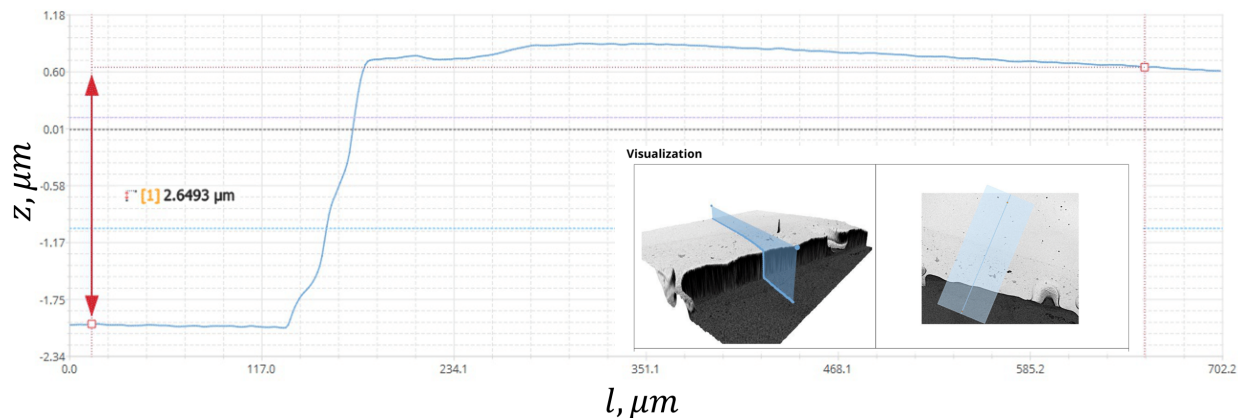 1.18
0.60
0.01
-0.58
-1.17
-1.75
-2.34
z, μm
[1] 2.6493 μm
Visualization
0.0 117.0 234.1 351.1 468.1 585.2 702.2
l, μm